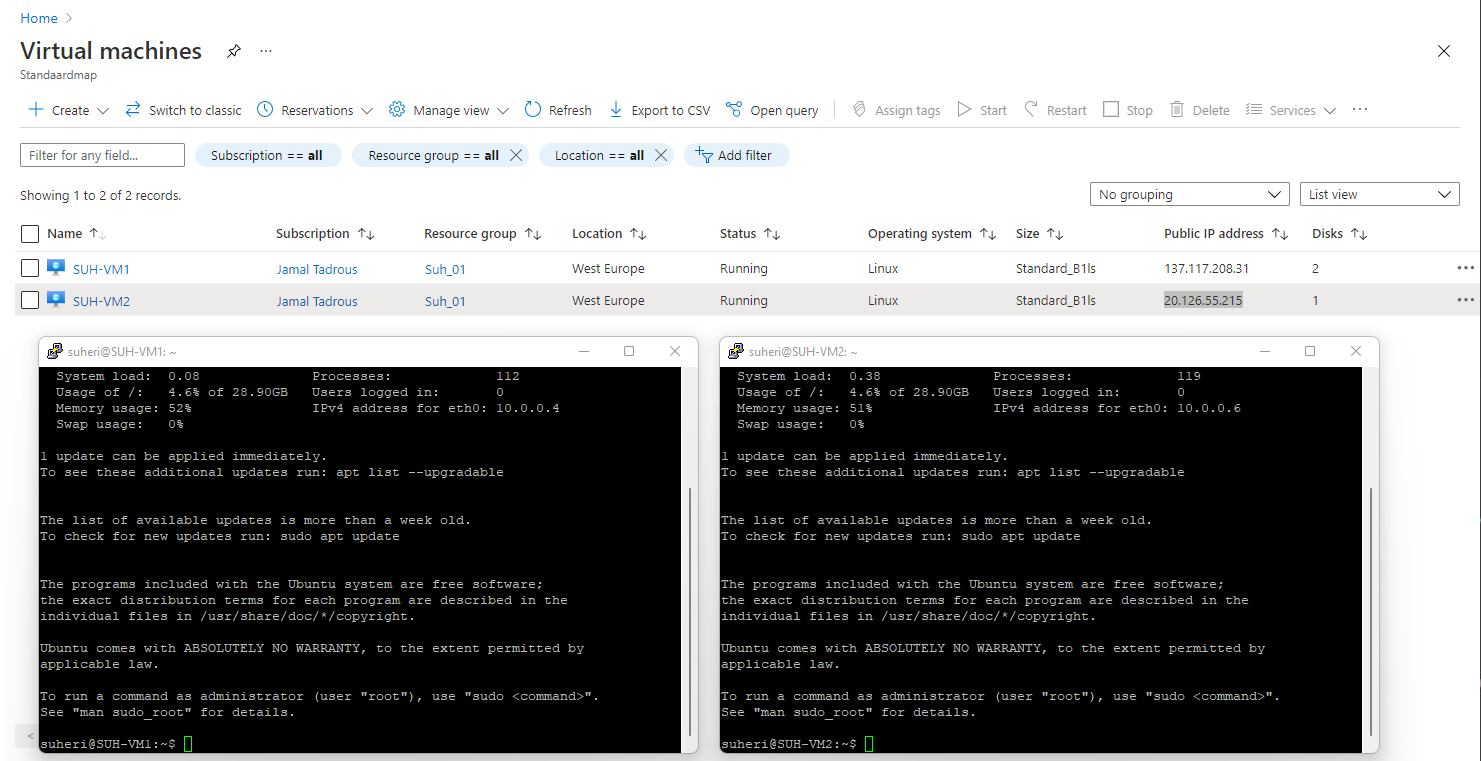 Home >
Virtual machines ...
Standaardmap
Create Switch to classic Reservations Manage view Refresh Export to CSV Open query Assign tags Start Restart Stop Delete Services ...
Filter for any field... Subscription == all Resource group == all Location == all Add filter
Showing 1 to 2 of 2 records. No grouping List view
Name Subscription Resource group Location Status Operating system Size Public IP address Disks
SUH-VM1 Jamal Tadrous Suh_01 West Europe Running Linux Standard_B1ls 137.117.208.31 2 ...
SUH-VM2 Jamal Tadrous Suh_01 West Europe Running Linux Standard_B1ls 20.126.55.215 1 ...
suheri@SUH-VM1: ~
System load: 0.08 Processes: 112
Usage of /: 4.6% of 28.90GB Users logged in: 0
Memory usage: 52% IPv4 address for eth0: 10.0.0.4
Swap usage: 0%
1 update can be applied immediately.
To see these additional updates run: apt list --upgradable
The list of available updates is more than a week old.
To check for new updates run: sudo apt update
The programs included with the Ubuntu system are free software;
the exact distribution terms for each program are described in the
individual files in /usr/share/doc/*/copyright.
Ubuntu comes with ABSOLUTELY NO WARRANTY, to the extent permitted by
applicable law.
To run a command as administrator (user "root"), use "sudo <command>".
See "man sudo_root" for details.
suheri@SUH-VM1:~$
suheri@SUH-VM2: ~
System load: 0.38 Processes: 119
Usage of /: 4.6% of 28.90GB Users logged in: 0
Memory usage: 51% IPv4 address for eth0: 10.0.0.6
Swap usage: 0%
1 update can be applied immediately.
To see these additional updates run: apt list --upgradable
The list of available updates is more than a week old.
To check for new updates run: sudo apt update
The programs included with the Ubuntu system are free software;
the exact distribution terms for each program are described in the
individual files in /usr/share/doc/*/copyright.
Ubuntu comes with ABSOLUTELY NO WARRANTY, to the extent permitted by
applicable law.
To run a command as administrator (user "root"), use "sudo <command>".
See "man sudo_root" for details.
suheri@SUH-VM2:~$